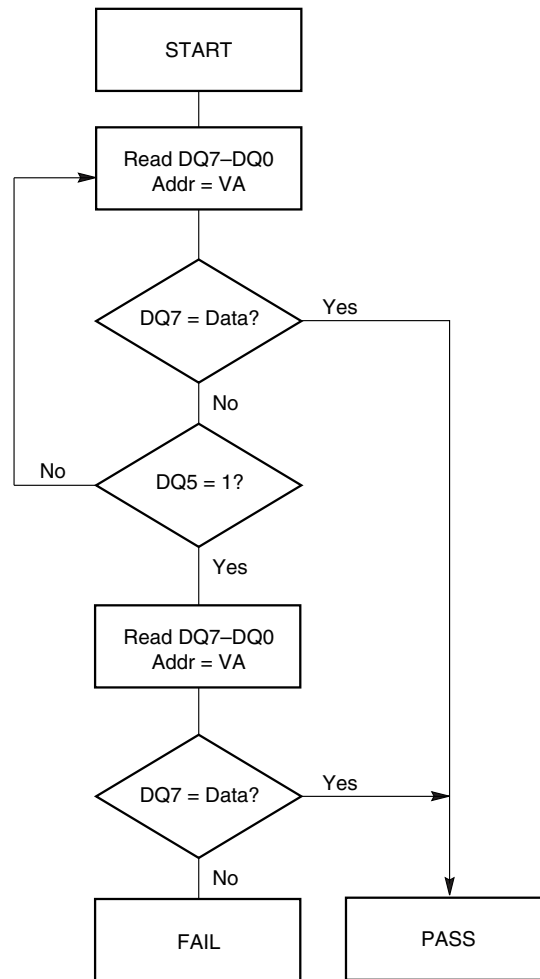 START
Read DQ7–DQ0
Addr = VA
DQ7 = Data?
Yes
No
No
DQ5 = 1?
Yes
Read DQ7–DQ0
Addr = VA
DQ7 = Data?
Yes
No
FAIL
PASS